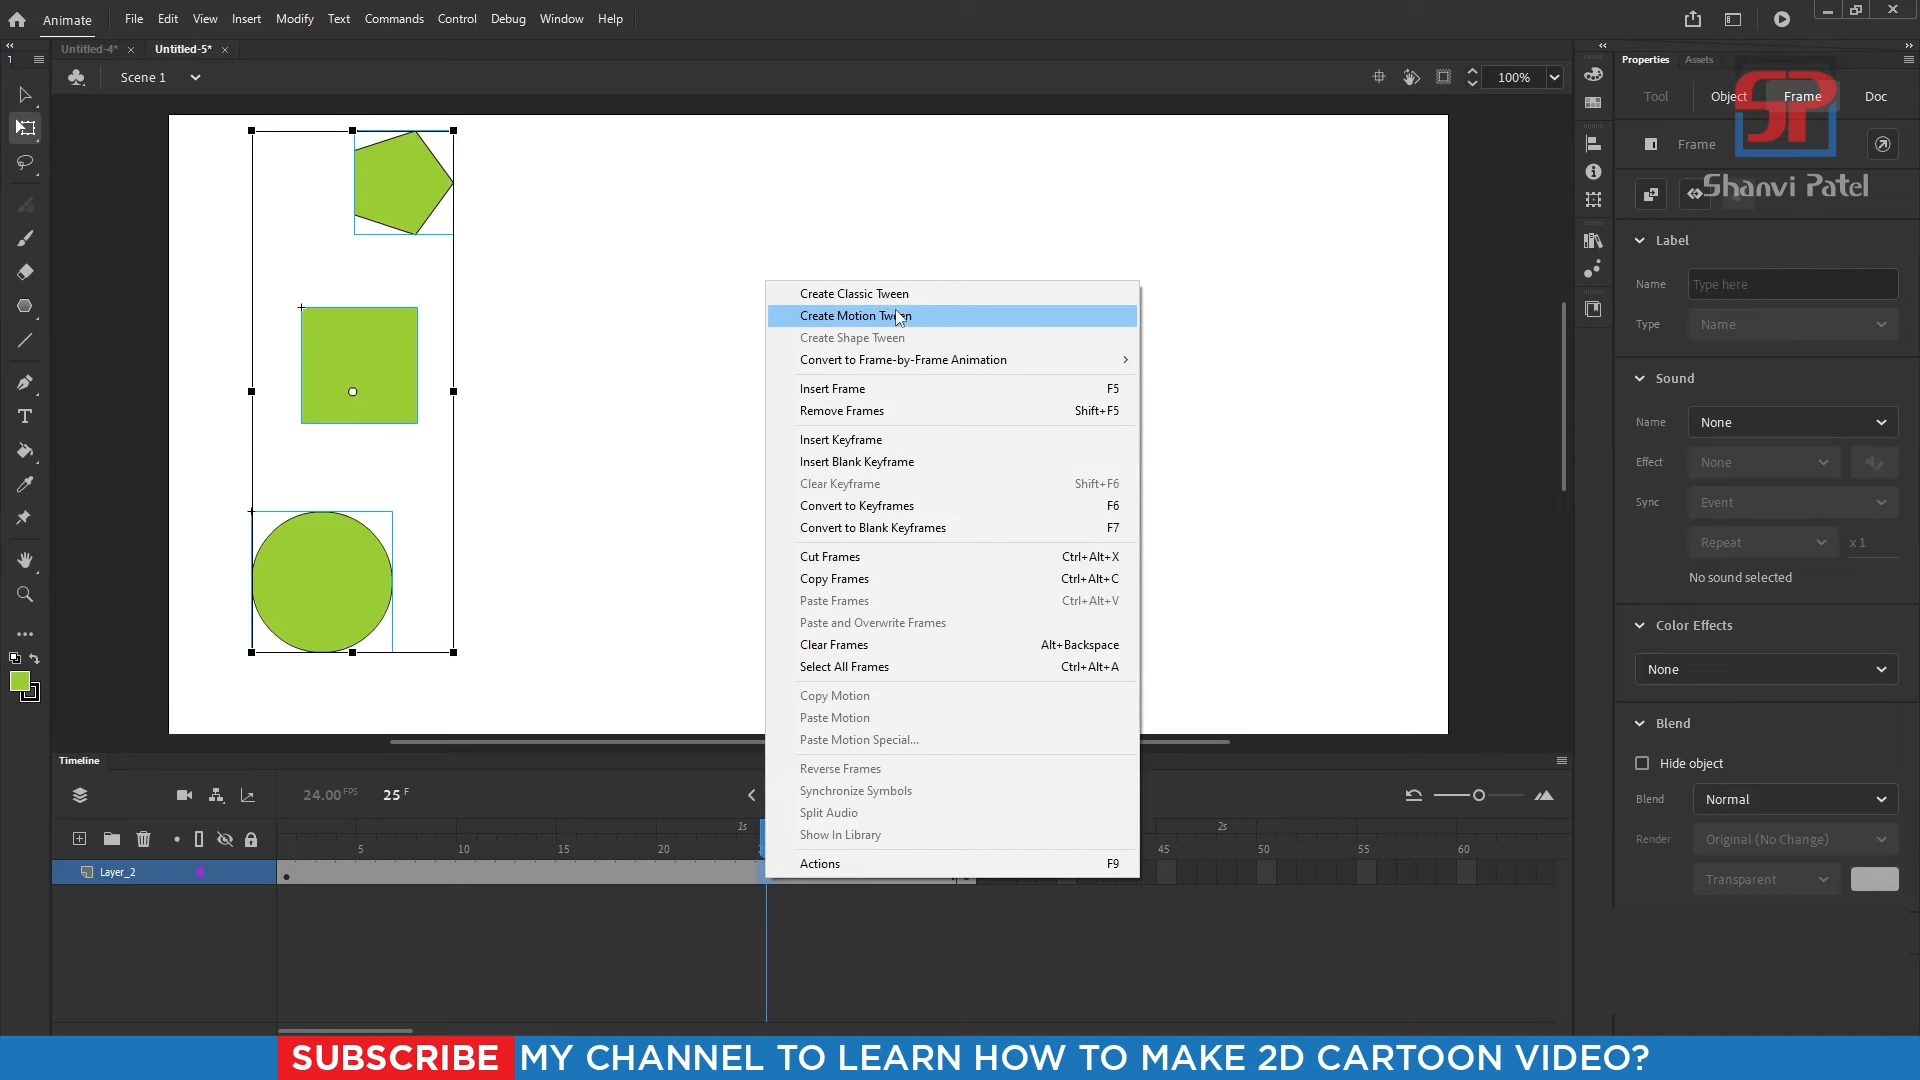 Animate
File Edit View Insert Modify Text Commands Control Debug Window Help
Untitled-4* ×
Untitled-5* ×
Scene 1
100%
Properties
Assets
Tool
Object
Frame
Doc
SP
Frame
Shanvi Patel
Label
Name Type here
Type Name
Sound
Name None
Effect None
Sync Event
Repeat x 1
No sound selected
Color Effects
None
Blend
Hide object
Blend Normal
Render Original (No Change)
Transparent
Create Classic Tween
Create Motion Tween
Create Shape Tween
Convert to Frame-by-Frame Animation
Insert Frame F5
Remove Frames Shift+F5
Insert Keyframe
Insert Blank Keyframe
Clear Keyframe Shift+F6
Convert to Keyframes F6
Convert to Blank Keyframes F7
Cut Frames Ctrl+Alt+X
Copy Frames Ctrl+Alt+C
Paste Frames Ctrl+Alt+V
Paste and Overwrite Frames
Clear Frames Alt+Backspace
Select All Frames Ctrl+Alt+A
Copy Motion
Paste Motion
Paste Motion Special...
Reverse Frames
Synchronize Symbols
Split Audio
Show In Library
Actions F9
Timeline
24.00 FPS 25 F
1s 2s
5 10 15 20 45 50 55 60
Layer_2
SUBSCRIBE MY CHANNEL TO LEARN HOW TO MAKE 2D CARTOON VIDEO?